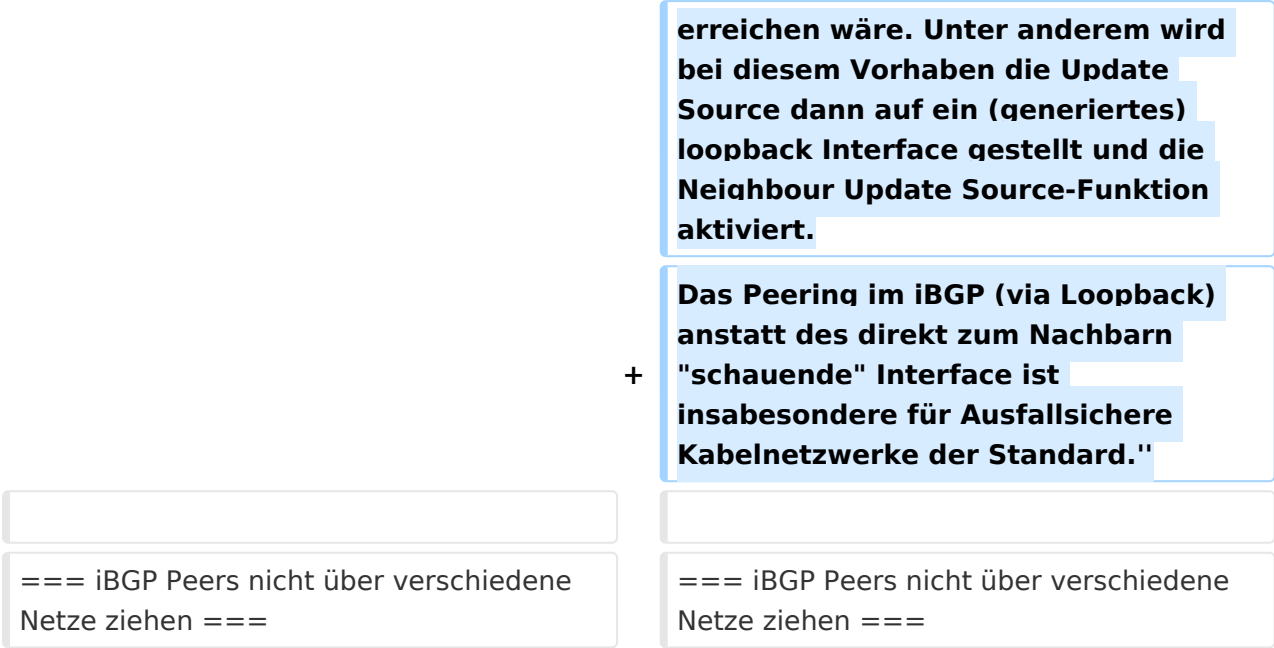 erreichen wäre. Unter anderem wird
bei diesem Vorhaben die Update
Source dann auf ein (generiertes)
loopback Interface gestellt und die
Neighbour Update Source-Funktion
aktiviert.
Das Peering im iBGP (via Loopback)
anstatt des direkt zum Nachbarn
+ "schauende" Interface ist
insabesondere für Ausfallsichere
Kabelnetzwerke der Standard.''
=== iBGP Peers nicht über verschiedene
Netze ziehen ===
=== iBGP Peers nicht über verschiedene
Netze ziehen ===